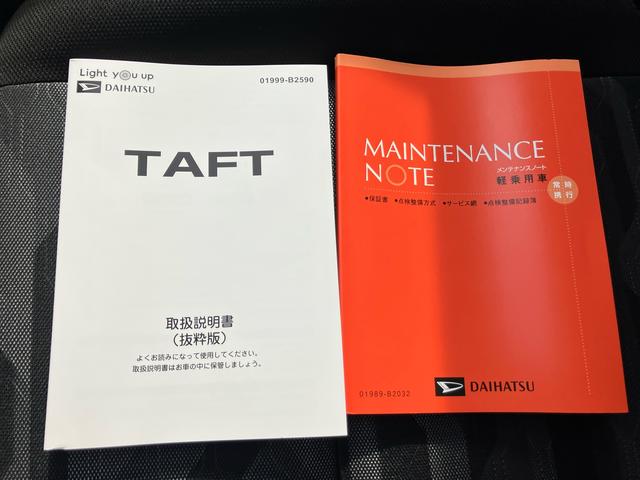 Light you up
DAIHATSU
01999-B2590
TAFT
取扱説明書
(抜粋版)
よくお読みになって使用してください。
取扱説明書はお車の中に保管しましょう。
MAINTENANCE
NOTE
メンテナンスノート
軽乗用車
常時
携行
•保証書 •点検整備方式 •サービス網 •点検整備記録簿
01989-B2032
DAIHATSU